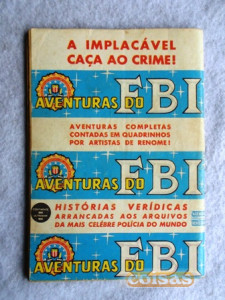 A IMPLACÁVEL
CAÇA AO CRIME!
AVENTURAS DO FBI
AVENTURAS COMPLETAS
CONTADAS EM QUADRINHOS
POR ARTISTAS DE RENOME!
AVENTURAS DO FBI
HISTÓRIAS VERÍDICAS
ARRANCADAS AOS ARQUIVOS
DA MAIS CÉLEBRE POLÍCIA DO MUNDO
AVENTURAS DO FBI
coisas